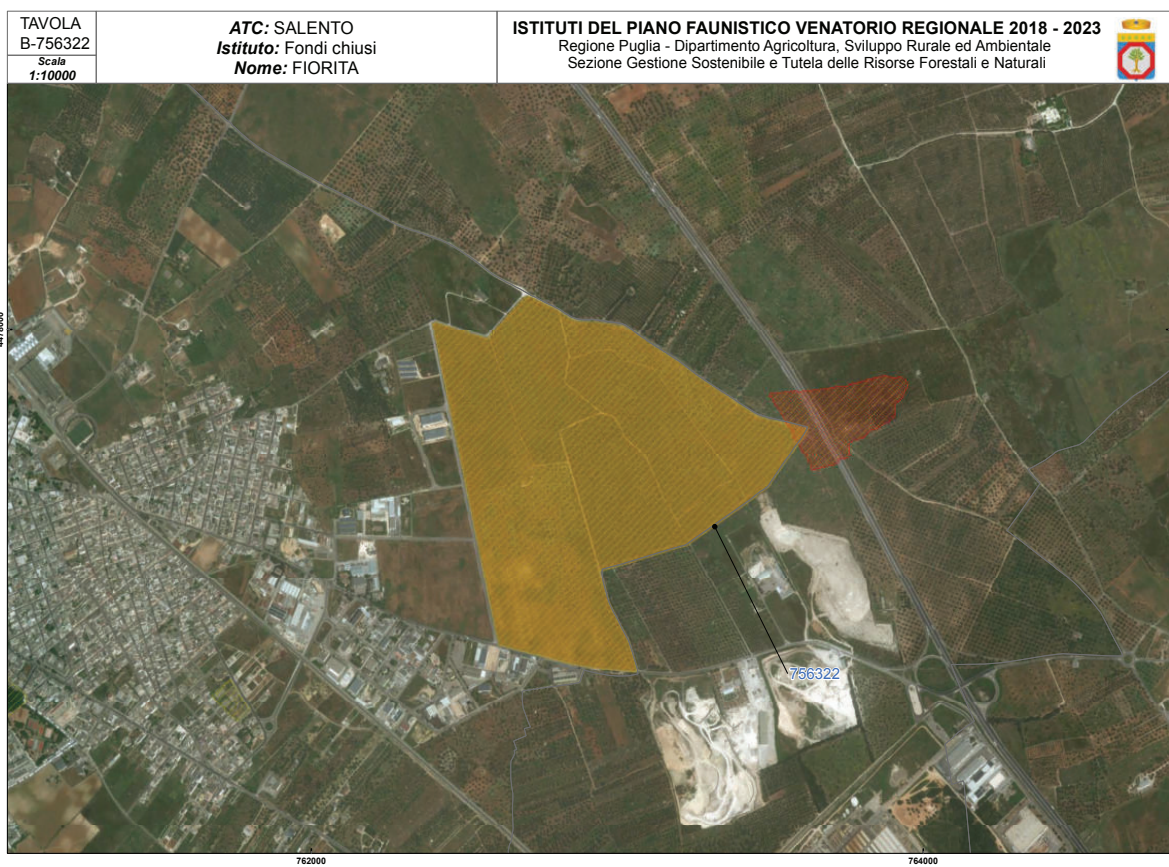 TAVOLA
B-756322
Scala
1:10000
ATC: SALENTO
Istituto: Fondi chiusi
Nome: FIORITA
ISTITUTI DEL PIANO FAUNISTICO VENATORIO REGIONALE 2018 - 2023
Regione Puglia - Dipartimento Agricoltura, Sviluppo Rurale ed Ambientale
Sezione Gestione Sostenibile e Tutela delle Risorse Forestali e Naturali
756322
762000
764000